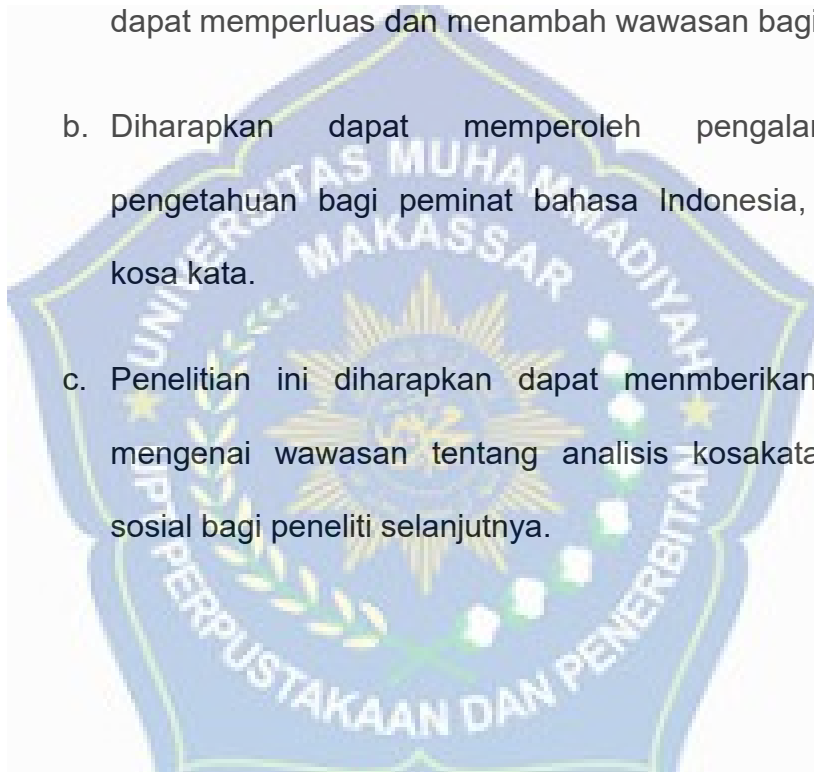 dapat memperluas dan menambah wawasan bagi
b. Diharapkan dapat memperoleh
pengetahuan bagi peminat bahasa Indonesia,
kosa kata.
c. Penelitian ini diharapkan dapat menmberikan
mengenai wawasan tentang analisis kosakata
sosial bagi peneliti selanjutnya.
UNIVERSITAS MUHAMMADIYAH
MAKASSAR
UPT PERPUSTAKAAN DAN PENERBITAN